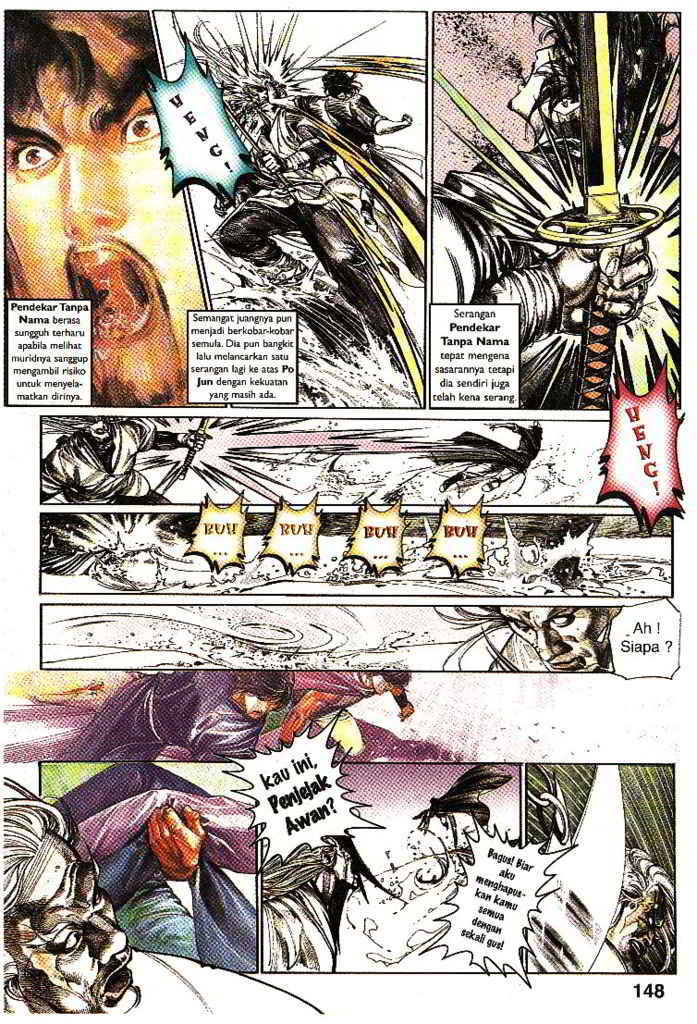 HENG!
Pendekar Tanpa
Nama berasa
sungguh terharu
apabila melihat
muridnya sanggup
mengambil risiko
untuk menyela-
matkan dirinya.
Semangat juangnya pun
menjadi berkobar-kobar
semula. Dia pun bangkit
lalu melancarkan satu
serangan lagi ke atas Po
Jun dengan kekuatan
yang masih ada.
Serangan
Pendekar
Tanpa Nama
tepat mengena
sasarannya tetapi
dia sendiri juga
telah kena serang.
HENG!
BUH
...
BUH
...
BUH
...
BUH
...
Ah !
Siapa ?
kau ini,
Penjejak
Awan?
Bagus! Biar
aku
menghapus-
kan kamu
semua
dengan
sekali gus!
148